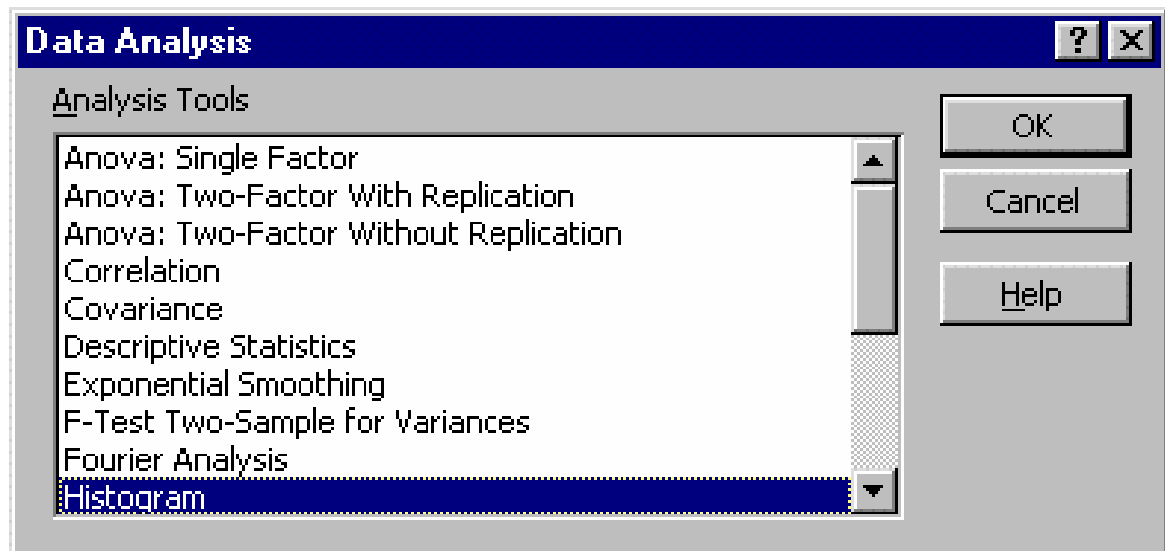 Data Analysis
Analysis Tools
Anova: Single Factor
Anova: Two-Factor With Replication
Anova: Two-Factor Without Replication
Correlation
Covariance
Descriptive Statistics
Exponential Smoothing
F-Test Two-Sample for Variances
Fourier Analysis
Histogram
OK
Cancel
Help